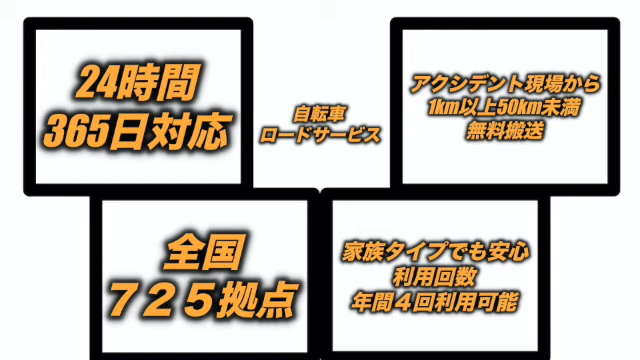 24時間
365日対応
自転車
ロードサービス
アクシデント現場から
1km以上50km未満
無料搬送
全国
７２５拠点
家族タイプでも安心
利用回数
年間４回利用可能